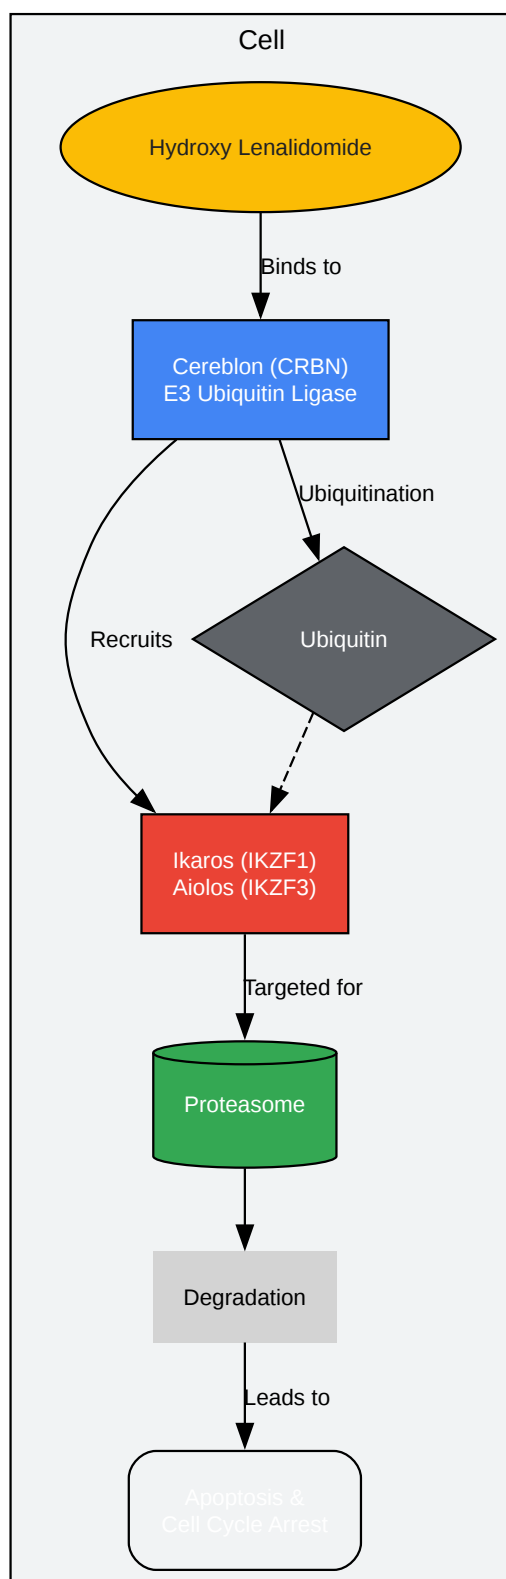 Cell
Hydroxy Lenalidomide
Binds to
Cereblon (CRBN)
E3 Ubiquitin Ligase
Ubiquitination
Recruits
Ubiquitin
Ikaros (IKZF1)
Aiolos (IKZF3)
Targeted for
Proteasome
Degradation
Leads to
Apoptosis &
Cell Cycle Arrest